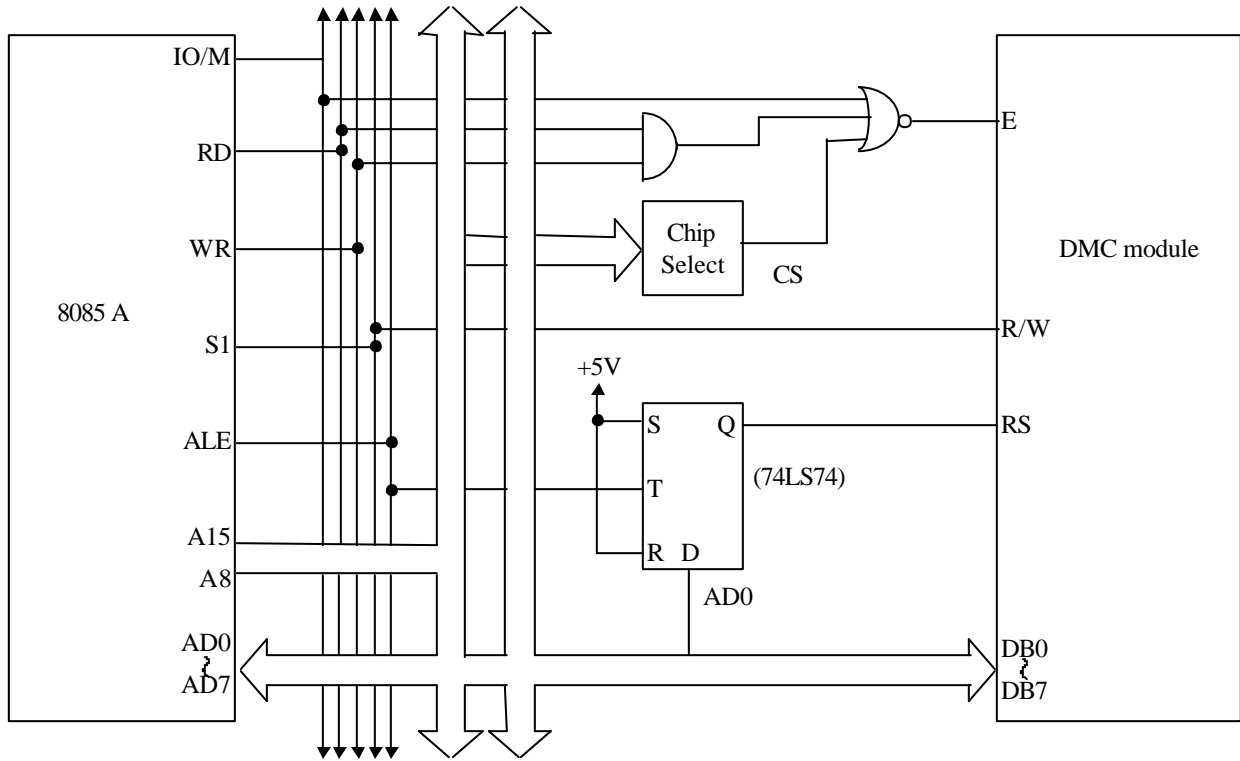 IO/M
RD
WR
8085 A
S1
ALE
A15
A8
AD0
AD7
Chip
Select
CS
+5V
S
Q
T
R
D
(74LS74)
AD0
E
DMC module
R/W
RS
DB0
DB7